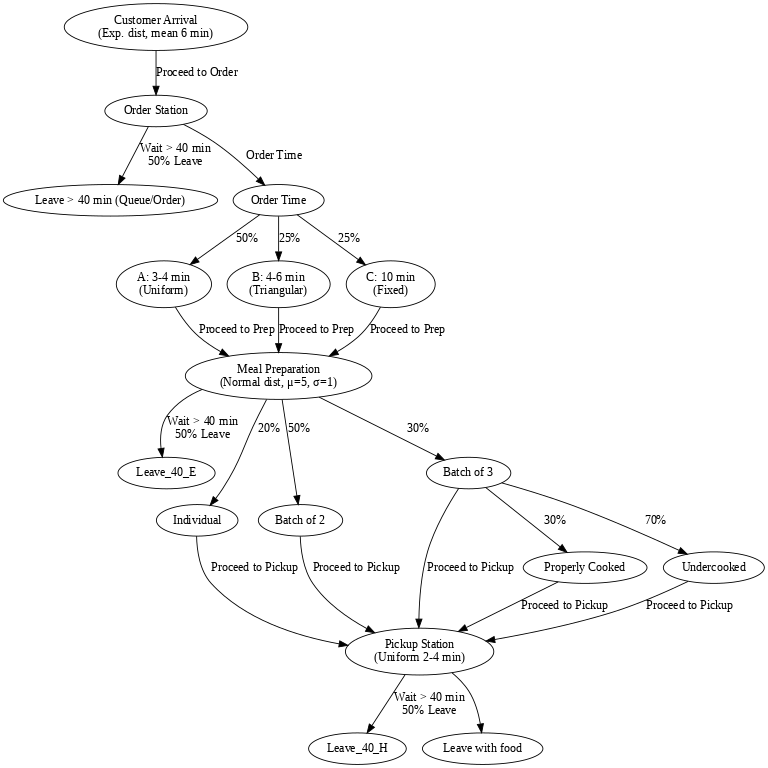 Customer Arrival
(Exp. dist, mean 6 min)
Proceed to Order
Order Station
Wait > 40 min
50% Leave
Order Time
Leave > 40 min (Queue/Order)
Order Time
50%
25%
25%
A: 3-4 min
(Uniform)
B: 4-6 min
(Triangular)
C: 10 min
(Fixed)
Proceed to Prep
Proceed to Prep
Proceed to Prep
Meal Preparation
(Normal dist, μ=5, σ=1)
Wait > 40 min
50% Leave
20%
50%
30%
Leave_40_E
Batch of 3
Individual
Batch of 2
30%
70%
Proceed to Pickup
Proceed to Pickup
Proceed to Pickup
Properly Cooked
Undercooked
Proceed to Pickup
Proceed to Pickup
Pickup Station
(Uniform 2-4 min)
Wait > 40 min
50% Leave
Leave_40_H
Leave with food